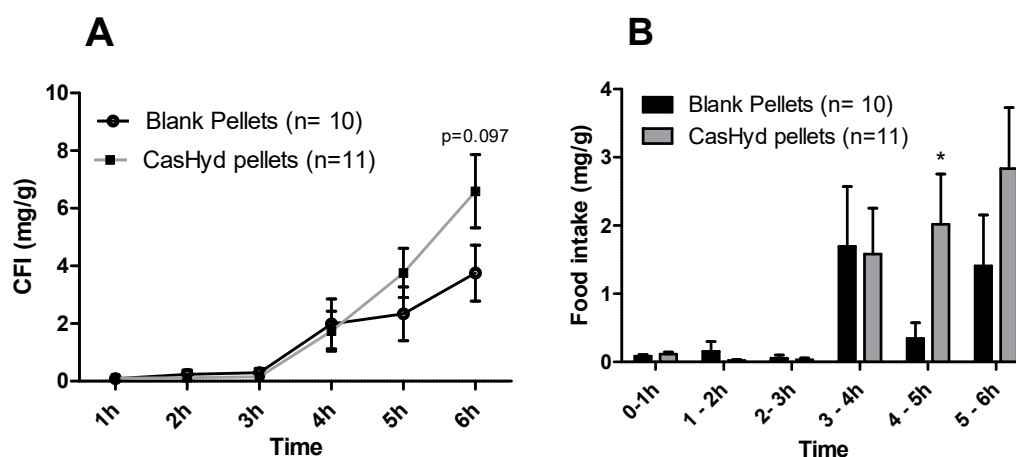 A
CFI (mg/g)
10
8
6
4
2
0
Blank Pellets (n= 10)
CasHyd pellets (n=11)
p=0.097
1h
2h
3h
4h
5h
6h
Time
B
Food intake (mg/g)
4
3
2
1
0
Blank Pellets (n= 10)
CasHyd pellets (n=11)
*
0-1h
1 - 2h
2- 3h
3 - 4h
4 - 5h
5 - 6h
Time